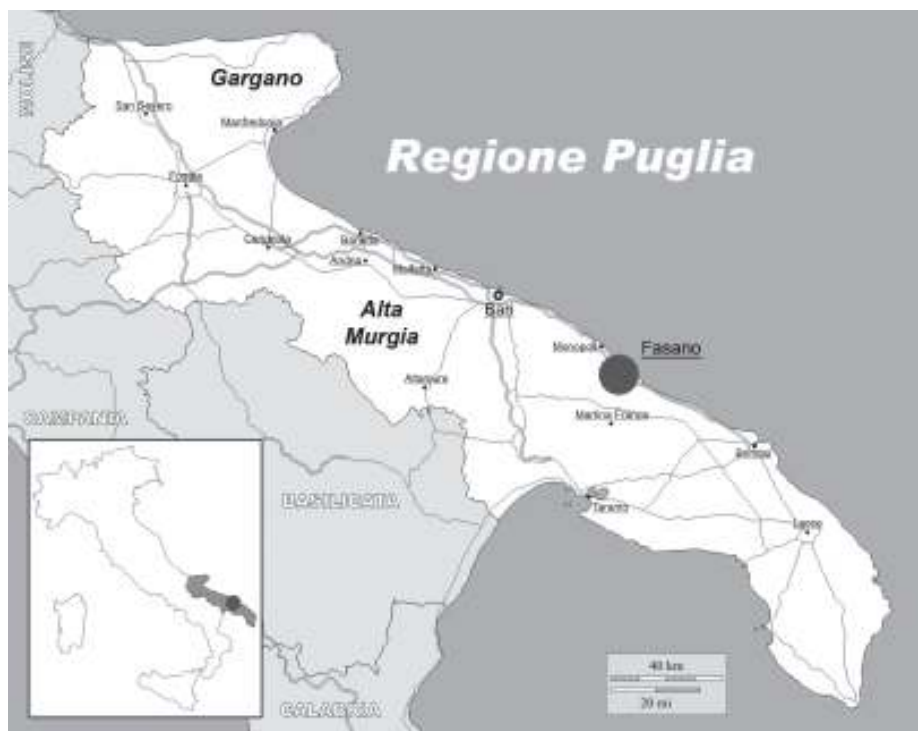 MOLISE
Gargano
San Severo
Manfredonia
Regione Puglia
Foggia
Cerignola
Barletta
Andria
Molfetta
Bari
Alta
Murgia
Monopoli
Fasano
Altamura
Martina Franca
CAMPANIA
Brindisi
BASILICATA
Taranto
Lecce
40 km
20 mi
CALABRIA